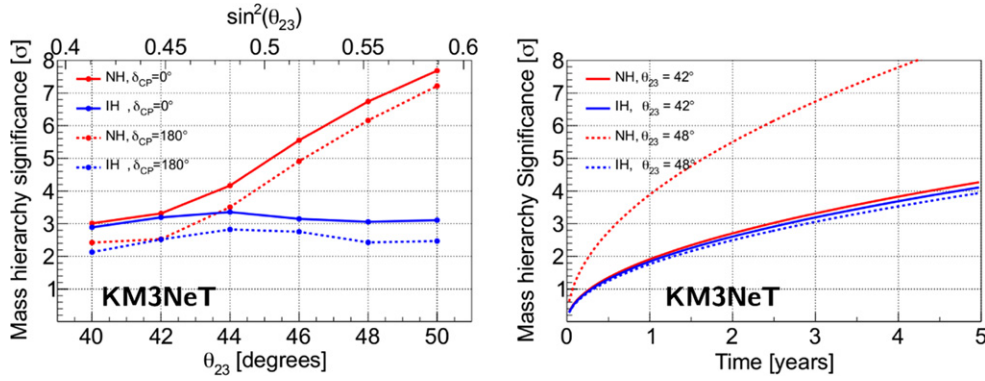 sin²(θ₂₃)
0.4 0.45 0.5 0.55 0.6
Mass hierarchy significance [σ]
8
7
6
5
4
3
2
1
NH, δCP=0°
IH , δCP=0°
NH, δCP=180°
IH , δCP=180°
KM3NeT
40 42 44 46 48 50
θ₂₃ [degrees]
Mass hierarchy Significance [σ]
8
7
6
5
4
3
2
1
NH, θ₂₃ = 42°
IH, θ₂₃ = 42°
NH, θ₂₃ = 48°
IH, θ₂₃ = 48°
KM3NeT
0 1 2 3 4 5
Time [years]